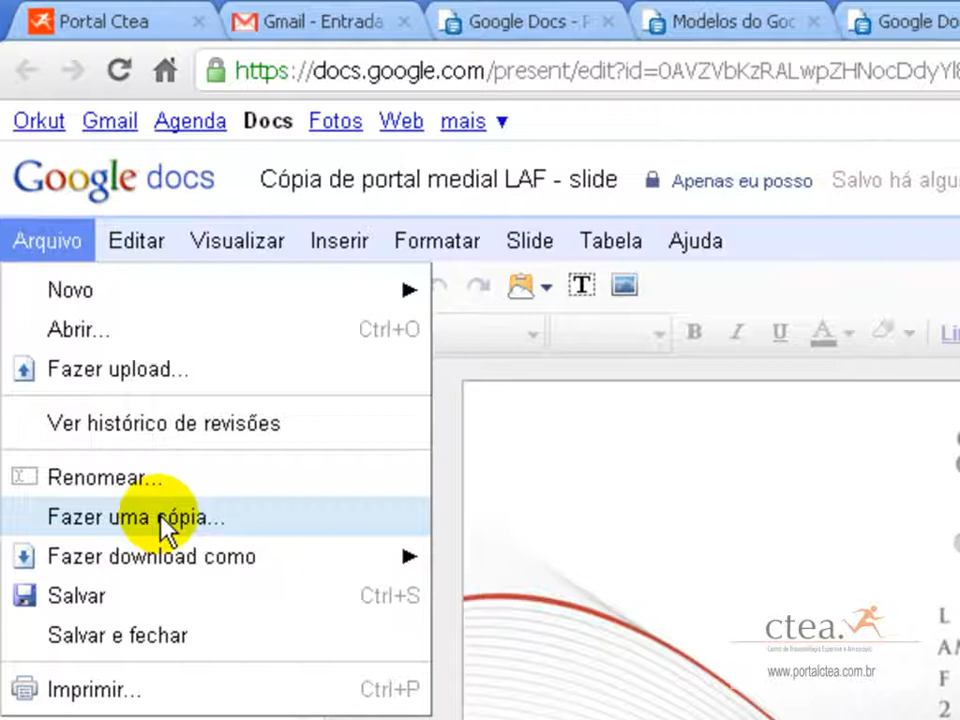 Portal Ctea
Gmail - Entrada
Google Docs - P
Modelos do Goo
Google Do
https://docs.google.com/present/edit?id=0AVZVbKzRALwpZHNocDdyYl
Orkut Gmail Agenda Docs Fotos Web mais ▼
Google docs
Cópia de portal medial LAF - slide
Apenas eu posso
Salvo há algu
Arquivo Editar Visualizar Inserir Formatar Slide Tabela Ajuda
Novo
Abrir... Ctrl+O
Fazer upload...
Ver histórico de revisões
Renomear...
Fazer uma cópia...
Fazer download como
Salvar Ctrl+S
Salvar e fechar
Imprimir... Ctrl+P
T
B I U A Li
ctea.
www.portalctea.com.br
L
AM
F
2